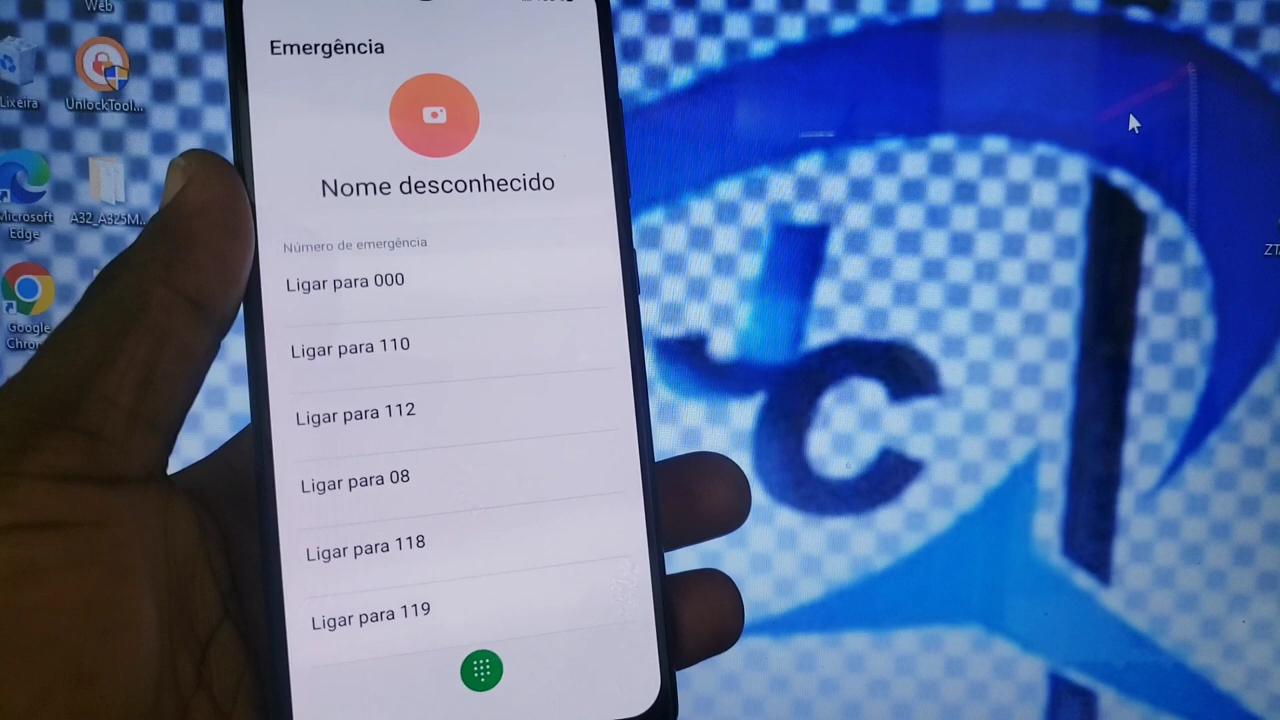 Web
Lixeira
UnlockTool...
Microsoft
Edge
A32_A325M...
Google
Emergência
Nome desconhecido
Número de emergência
Ligar para 000
Ligar para 110
Ligar para 112
Ligar para 08
Ligar para 118
Ligar para 119